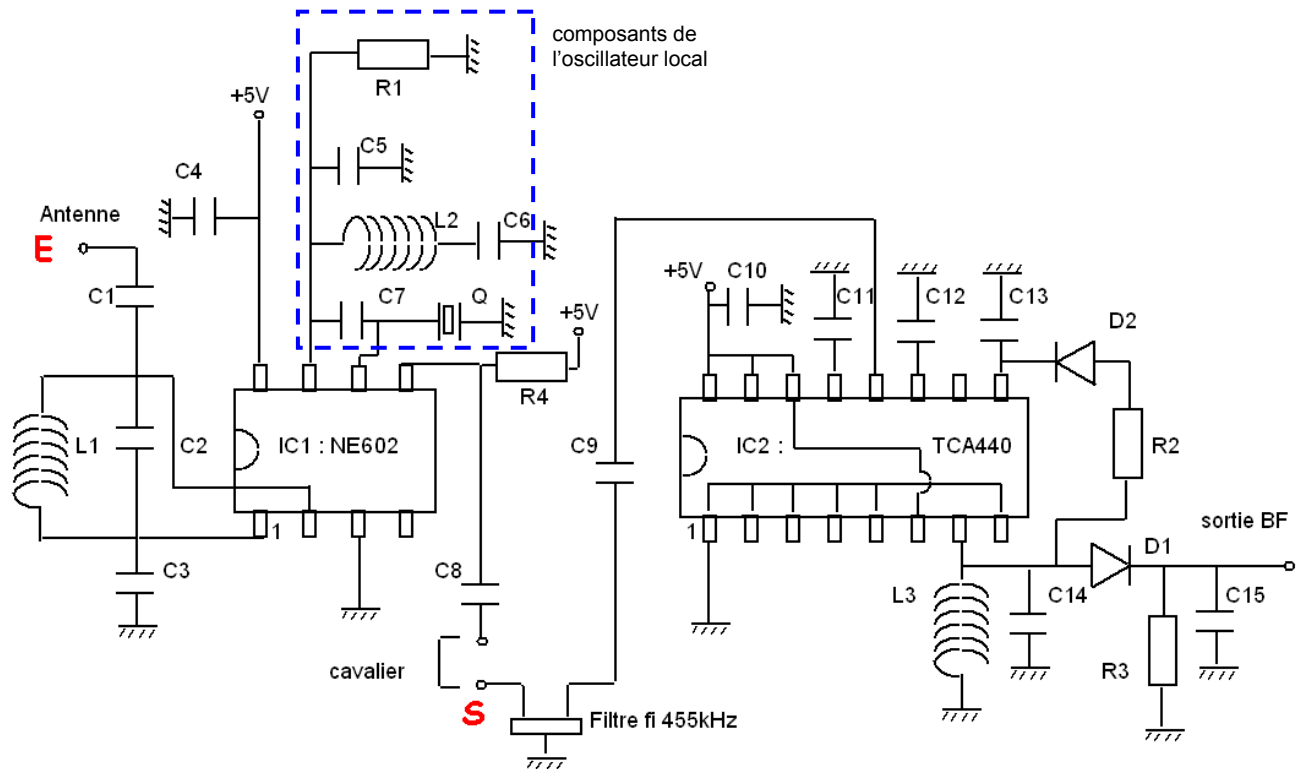 composants de
l'oscillateur local
R1
+5V
C5
C4
Antenne
L2
C6
E
+5V
C10
C1
C7
Q
+5V
C11
C12
C13
D2
R4
L1
C2
IC1 : NE602
C9
IC2 :
TCA440
R2
1
1
sortie BF
D1
C3
C8
L3
C14
C15
cavalier
R3
S
Filtre fi 455kHz